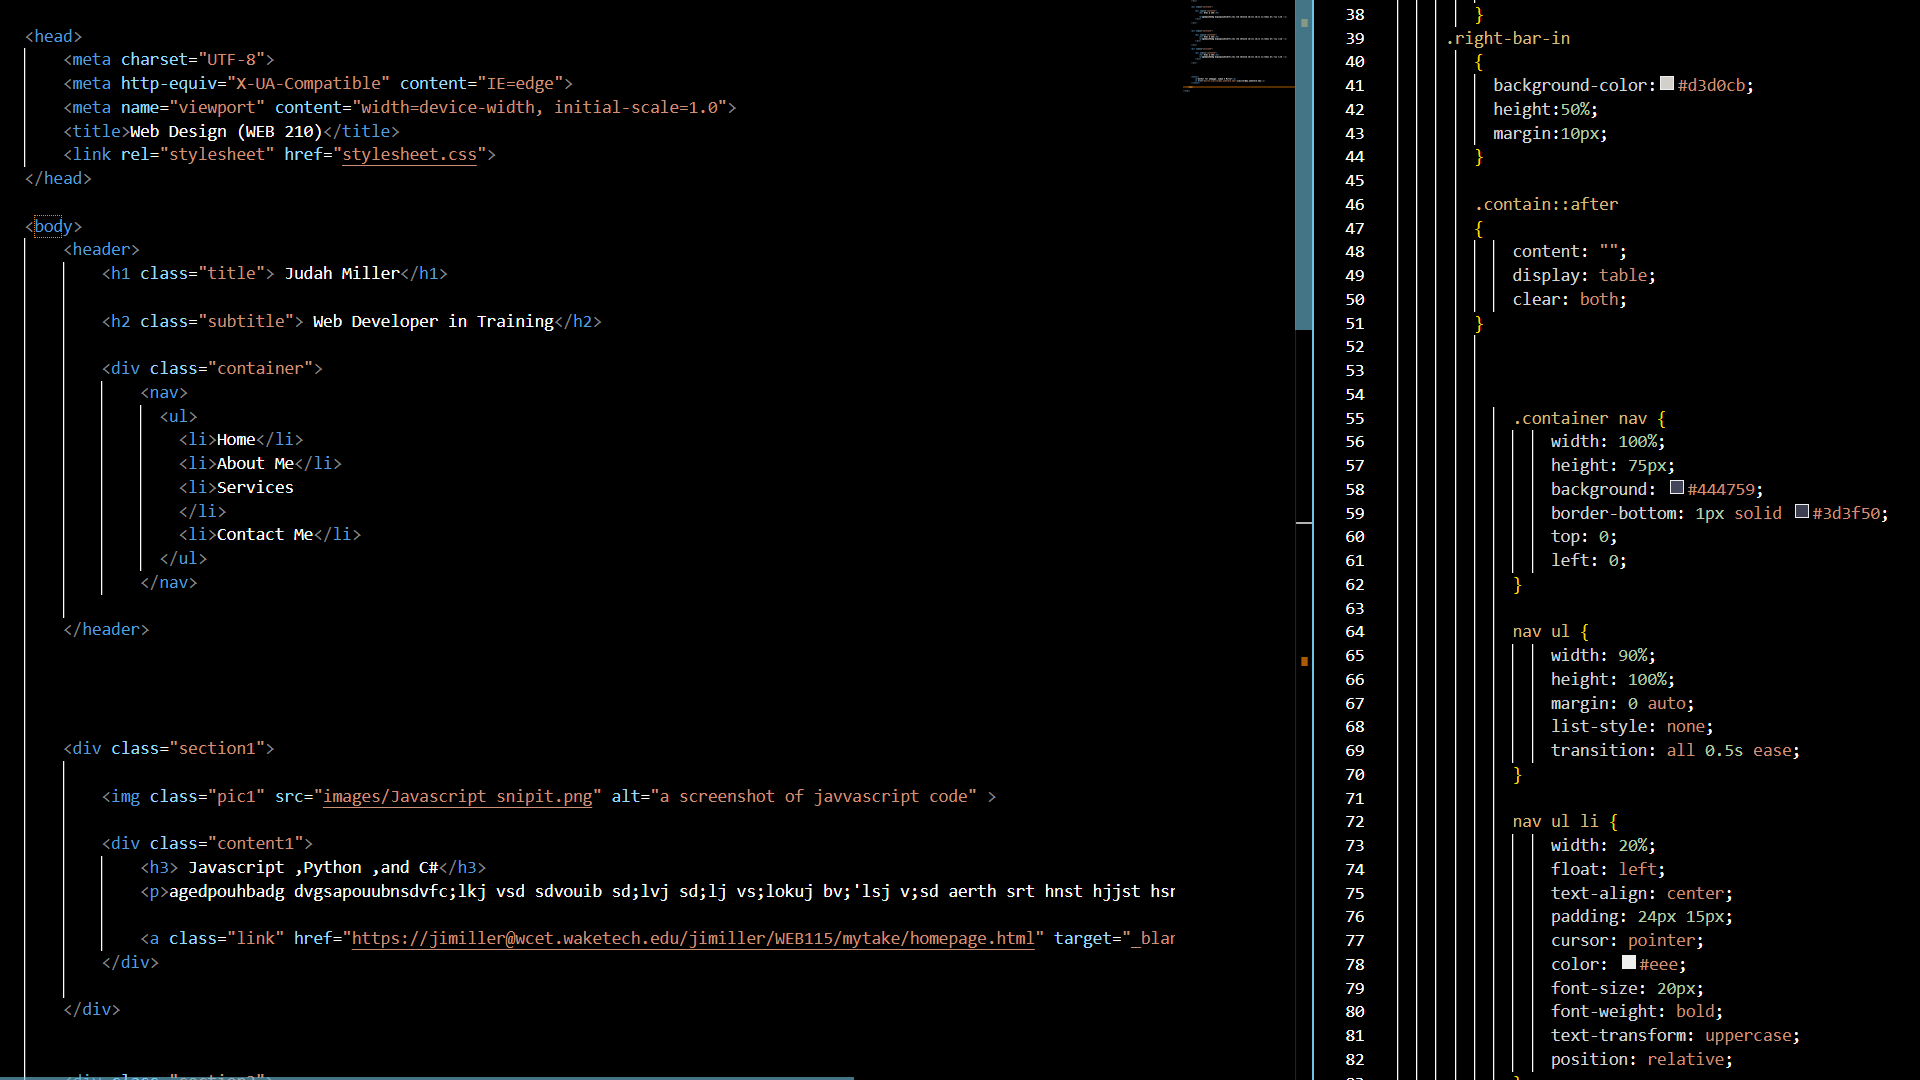 <head>
<meta charset="UTF-8">
<meta http-equiv="X-UA-Compatible" content="IE=edge">
<meta name="viewport" content="width=device-width, initial-scale=1.0">
<title>Web Design (WEB 210)</title>
<link rel="stylesheet" href="stylesheet.css">
</head>
<body>
<header>
<h1 class="title"> Judah Miller</h1>
<h2 class="subtitle"> Web Developer in Training</h2>
<div class="container">
<nav>
<ul>
<li>Home</li>
<li>About Me</li>
<li>Services
</li>
<li>Contact Me</li>
</ul>
</nav>
</header>
<div class="section1">
<img class="pic1" src="images/Javascript snipit.png" alt="a screenshot of javvascript code" >
<div class="content1">
<h3> Javascript ,Python ,and C#</h3>
<p>agedpouhbadg dvgsapouubnsdvfc;lkj vsd sdvouib sd;lvj sd;lj vs;lokuj bv;'lsj v;sd aerth srt hnst hjjst hsr
<a class="link" href="https://jimiller@wcet.waketech.edu/jimiller/WEB115/mytake/homepage.html" target="_blan
</div>
</div>
38 }
39 .right-bar-in
40 {
41 background-color: #d3d0cb;
42 height:50%;
43 margin:10px;
44 }
45
46 .contain::after
47 {
48 content: "";
49 display: table;
50 clear: both;
51 }
52
53
54
55 .container nav {
56 width: 100%;
57 height: 75px;
58 background: #444759;
59 border-bottom: 1px solid #3d3f50;
60 top: 0;
61 left: 0;
62 }
63
64 nav ul {
65 width: 90%;
66 height: 100%;
67 margin: 0 auto;
68 list-style: none;
69 transition: all 0.5s ease;
70 }
71
72 nav ul li {
73 width: 20%;
74 float: left;
75 text-align: center;
76 padding: 24px 15px;
77 cursor: pointer;
78 color: #eee;
79 font-size: 20px;
80 font-weight: bold;
81 text-transform: uppercase;
82 position: relative;